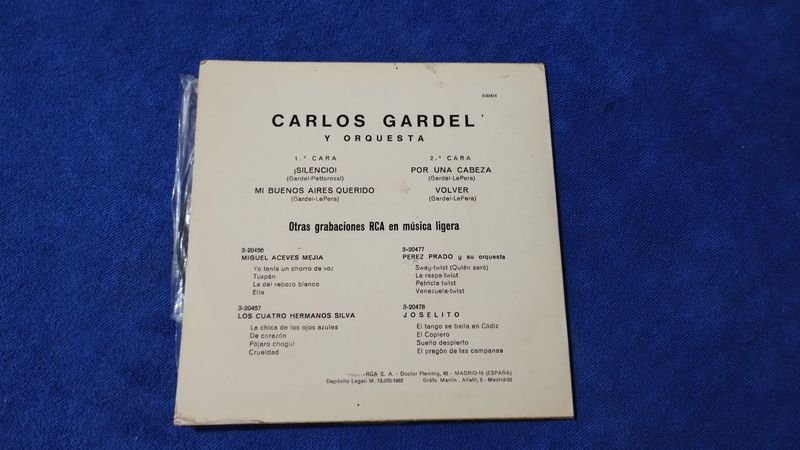 3-20474
CARLOS GARDEL
Y ORQUESTA
1.ª CARA
¡SILENCIO!
(Gardel-Pettorossi)
MI BUENOS AIRES QUERIDO
(Gardel-LePera)
2.ª CARA
POR UNA CABEZA
(Gardel-LePera)
VOLVER
(Gardel-LePera)
Otras grabaciones RCA en música ligera
3-20456
MIGUEL ACEVES MEJIA
Yo tenía un chorro de voz
Tuxpán
La del rebozo blanco
Ella
3-20457
LOS CUATRO HERMANOS SILVA
La chica de los ojos azules
De corazón
Pájaro chogüí
Crueldad
3-20477
PEREZ PRADO y su orquesta
Sway-twist (Quién será)
La raspa-twist
Patricia twist
Venezuela-twist
3-20478
JOSELITO
El tango se baila en Cádiz
El Coplero
Sueño despierto
El pregón de las campanas
RCA S. A. - Doctor Fleming, 43 - MADRID-16 (ESPAÑA)
Depósito Legal: M. 13.070-1962 Gráfs. Martín. Añafil, 5 - Madrid-25